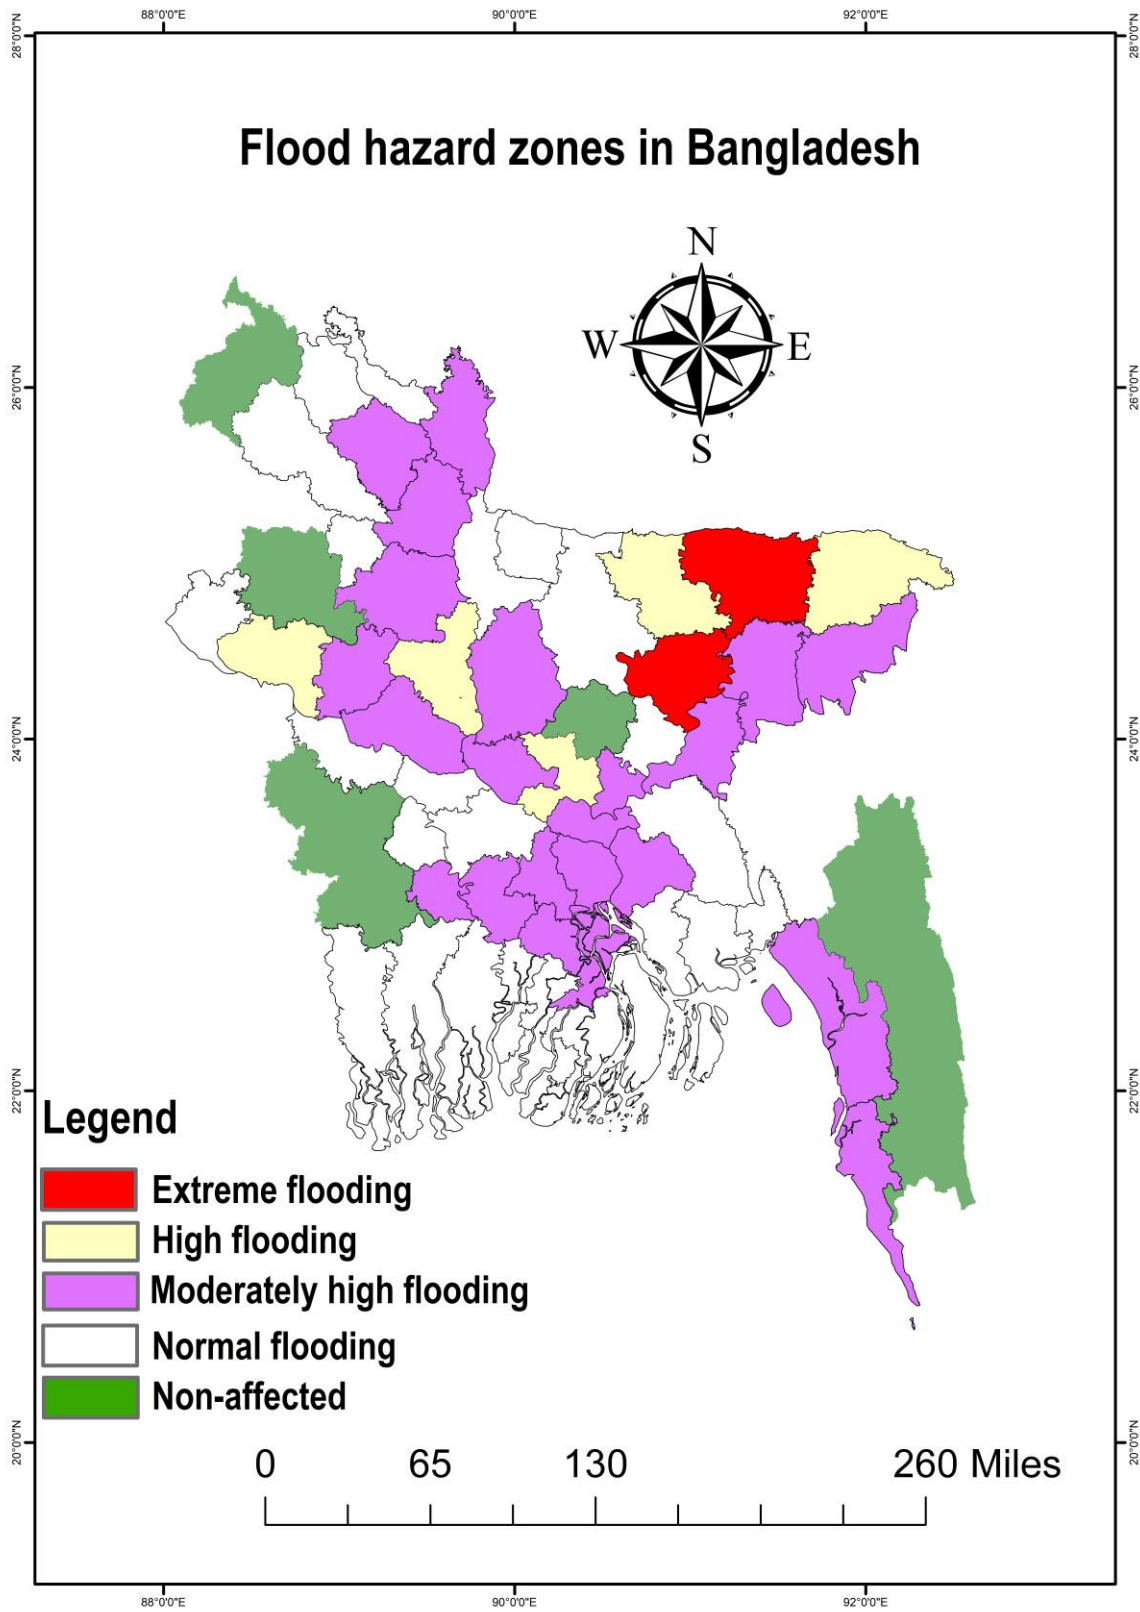 88°0'0"E 90°0'0"E 92°0'0"E
28°0'0"N 28°0'0"N
Flood hazard zones in Bangladesh
N
W E
S
26°0'0"N 26°0'0"N
24°0'0"N 24°0'0"N
22°0'0"N 22°0'0"N
Legend
Extreme flooding
High flooding
Moderately high flooding
Normal flooding
Non-affected
20°0'0"N 20°0'0"N
0 65 130 260 Miles
88°0'0"E 90°0'0"E 92°0'0"E